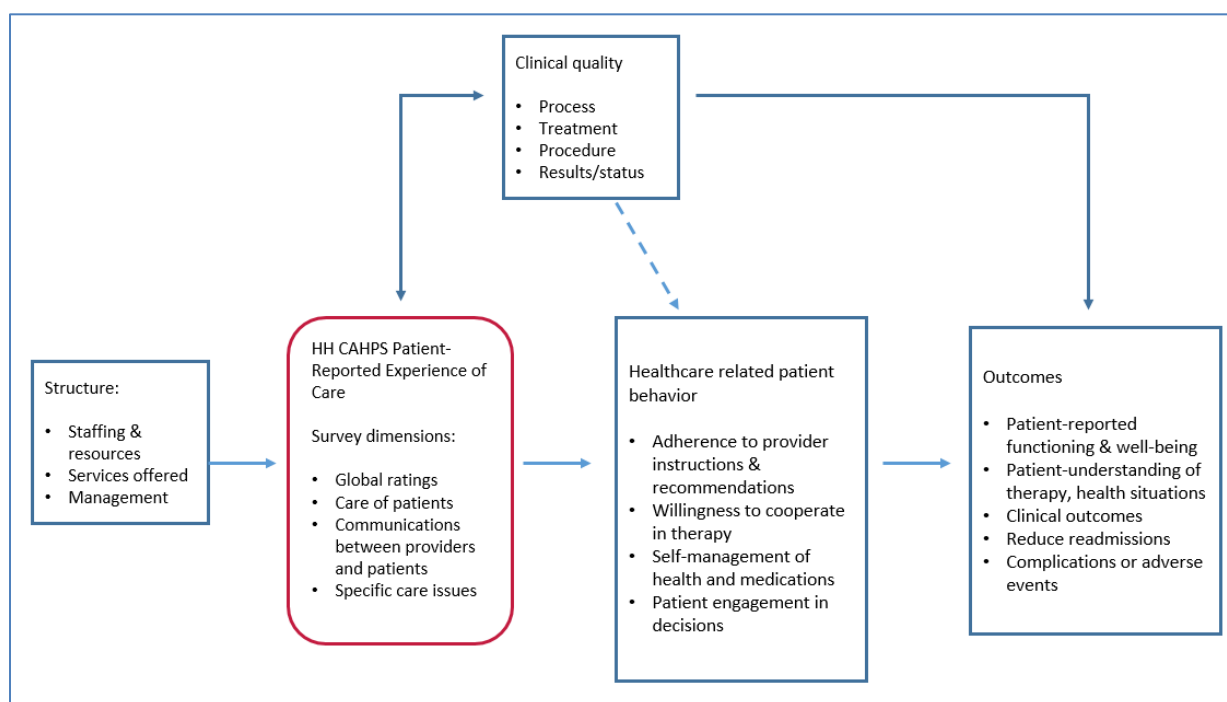 Clinical quality
• Process
• Treatment
• Procedure
• Results/status
Structure:
• Staffing &
resources
• Services offered
• Management
HH CAHPS Patient-
Reported Experience of
Care
Survey dimensions:
• Global ratings
• Care of patients
• Communications
between providers
and patients
• Specific care issues
Healthcare related patient
behavior
• Adherence to provider
instructions &
recommendations
• Willingness to cooperate
in therapy
• Self-management of
health and medications
• Patient engagement in
decisions
Outcomes
• Patient-reported
functioning & well-being
• Patient-understanding of
therapy, health situations
• Clinical outcomes
• Reduce readmissions
• Complications or adverse
events